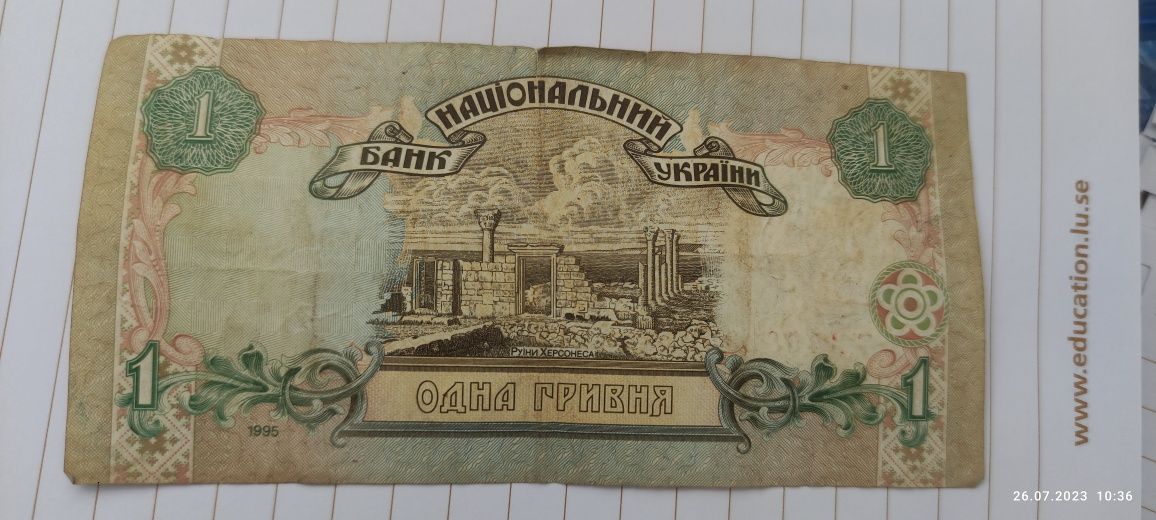 1
НАЦІОНАЛЬНИЙ
БАНК
УКРАЇНИ
1
РУЇНИ ХЕРСОНЕСА
1
ОДНА ГРИВНЯ
1
1995
www.education.lu.se
26.07.2023 10:36